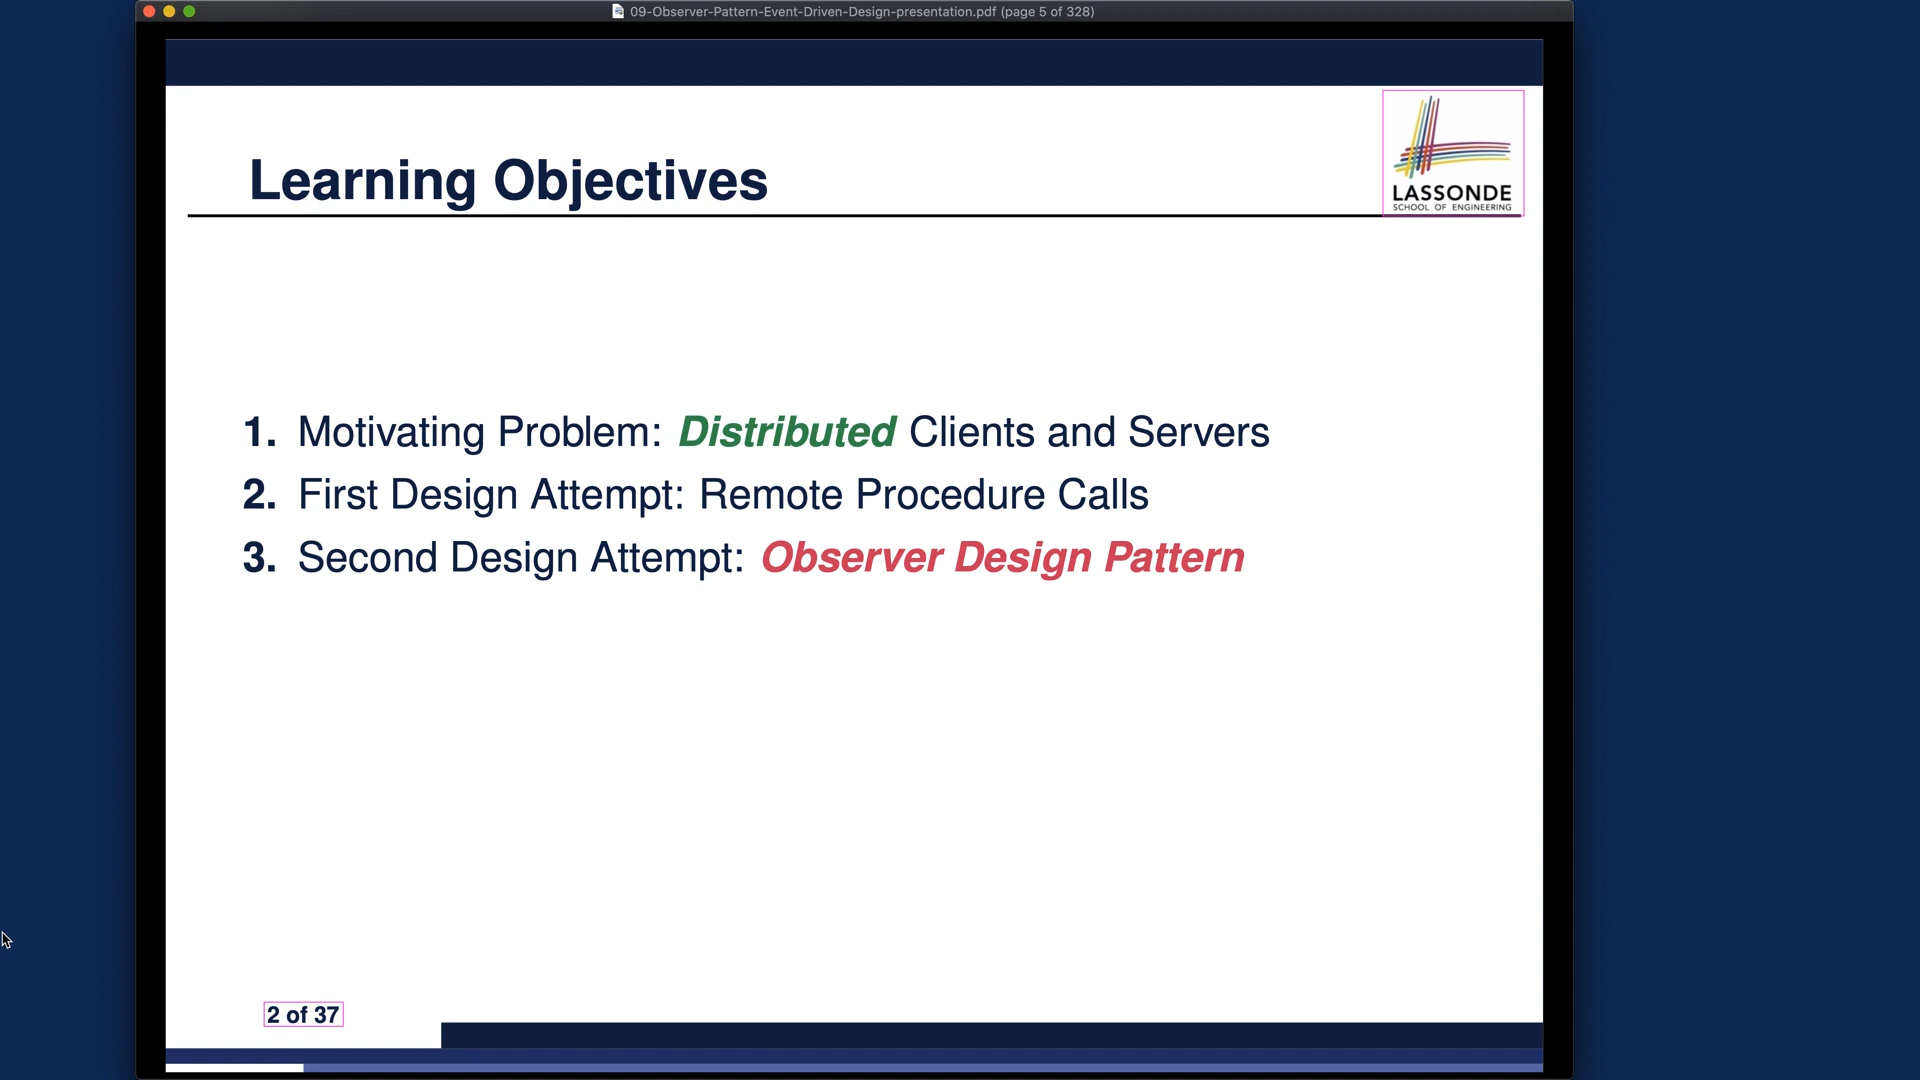 09-Observer-Pattern-Event-Driven-Design-presentation.pdf (page 5 of 328)
LASSONDE
SCHOOL OF ENGINEERING
Learning Objectives
1. Motivating Problem: Distributed Clients and Servers
2. First Design Attempt: Remote Procedure Calls
3. Second Design Attempt: Observer Design Pattern
2 of 37